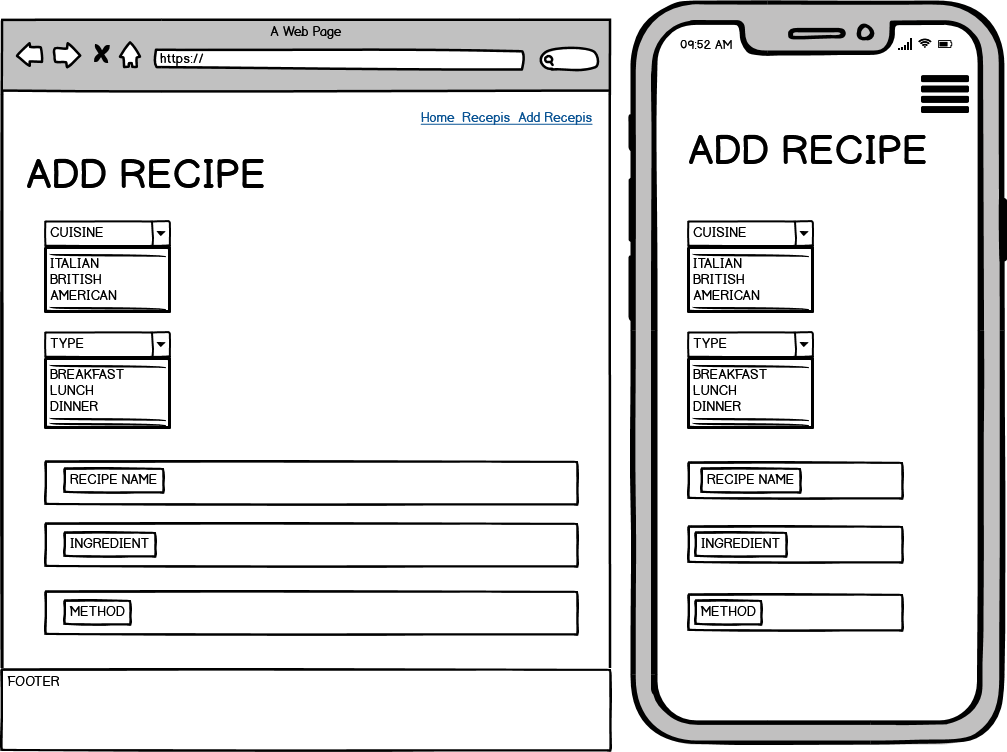 A Web Page
https://
Home Recepis Add Recepis
ADD RECIPE
CUISINE
ITALIAN
BRITISH
AMERICAN
TYPE
BREAKFAST
LUNCH
DINNER
RECIPE NAME
INGREDIENT
METHOD
FOOTER
09:52 AM
ADD RECIPE
CUISINE
ITALIAN
BRITISH
AMERICAN
TYPE
BREAKFAST
LUNCH
DINNER
RECIPE NAME
INGREDIENT
METHOD